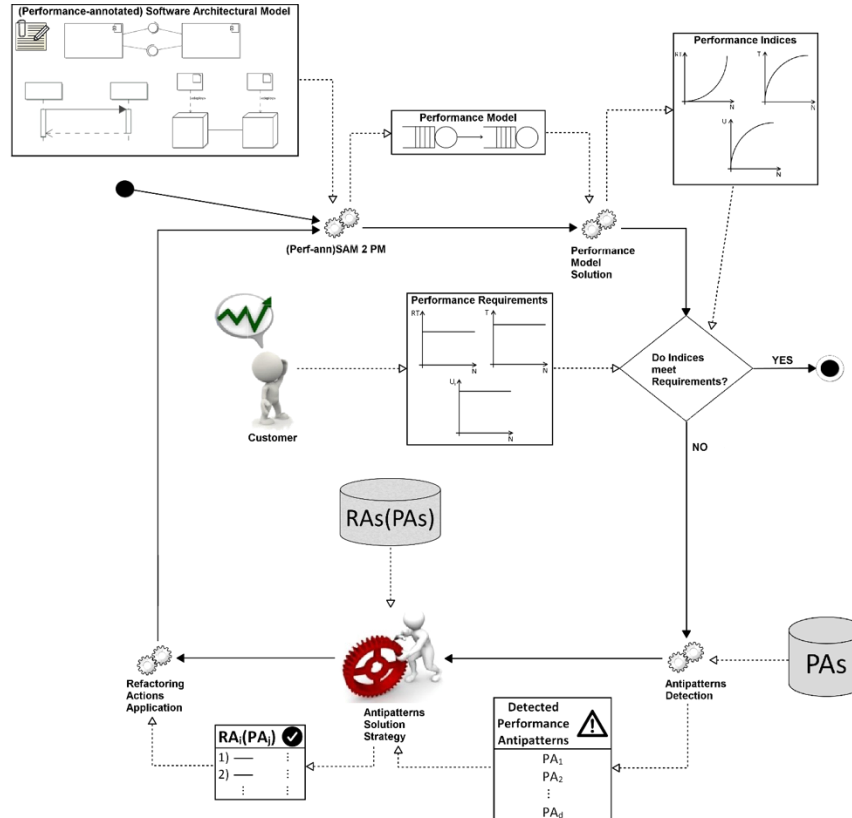 (Performance-annotated) Software Architectural Model
Performance Indices
RT
N
T
N
U
N
Performance Model
(Perf-ann)SAM 2 PM
Performance
Model
Solution
Performance Requirements
RT
N
T
N
N
Customer
Do Indices
meet
Requirements?
YES
NO
RAs(PAs)
PAs
Refactoring
Actions
Application
Antipatterns
Solution
Strategy
Antipatterns
Detection
Detected
Performance
Antipatterns
PA₁
PA₂
⋮
PA_d
RAᵢ(PAⱼ)
1)
2)